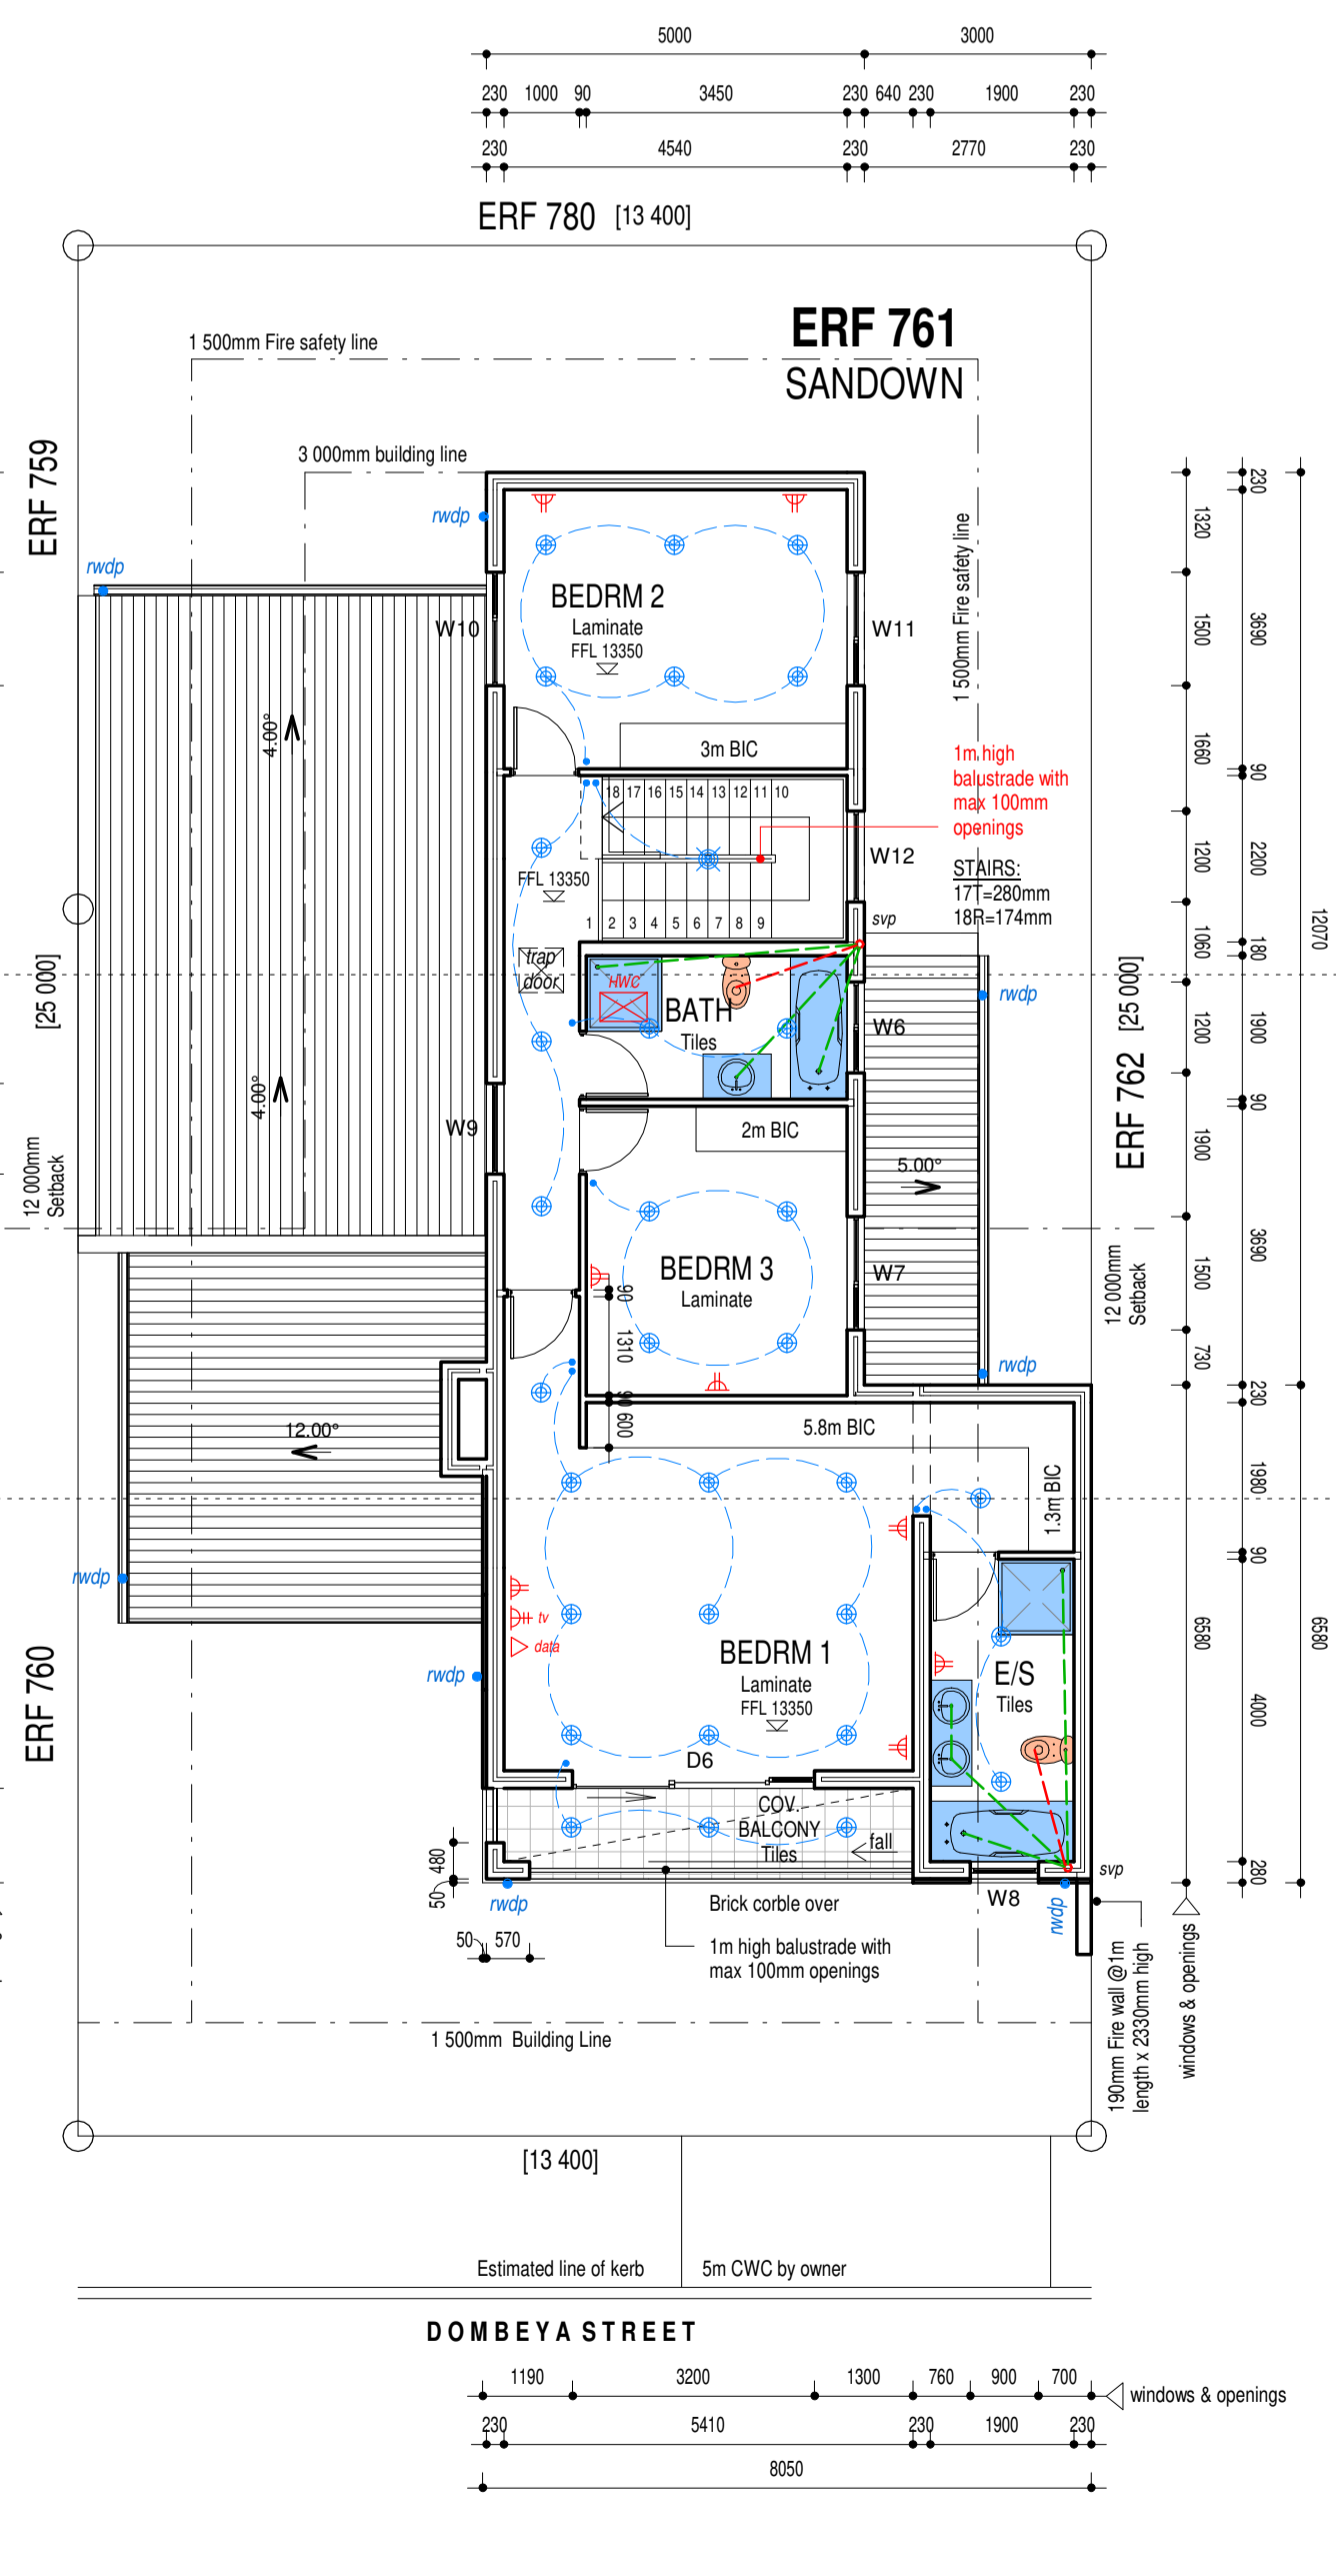 5000 3000
230 1000 90 3450 230 640 230 1900 230
230 4540 230 2770 230
ERF 780 [13 400]
ERF 761
SANDOWN
1 500mm Fire safety line
3 000mm building line
ERF 759
rwdp
rwdp
1 500mm Fire safety line
BEDRM 2
Laminate
FFL 13350
W10
W11
4.00°
3m BIC
1m high
balustrade with
max 100mm
openings
18 17 16 15 14 13 12 11 10
W12
STAIRS:
17T=280mm
18R=174mm
FFL 13350
1 2 3 4 5 6 7 8 9
svp
trap
door
HWC
BATH
Tiles
W6
rwdp
[25 000]
ERF 762 [25 000]
4.00°
W9
2m BIC
5.00°
12 000mm
Setback
BEDRM 3
Laminate
W7
12 000mm
Setback
90
1310
90
600
rwdp
12.00°
5.8m BIC
1.3m BIC
rwdp
tv
data
BEDRM 1
Laminate
FFL 13350
E/S
Tiles
rwdp
ERF 760
D6
COV.
BALCONY
Tiles
fall
480
50
rwdp
50 570
Brick corble over
1m high balustrade with
max 100mm openings
W8
svp
rwdp
190mm Fire wall @1m
length x 2330mm high
windows & openings
1320
1500
1660
1200
1060
1200
1900
1500
730
6580
230
3690
90
2200
180
1900
90
3690
230
1980
90
4000
280
12070
6580
1 500mm Building Line
[13 400]
Estimated line of kerb
5m CWC by owner
DOMBEYA STREET
1190 3200 1300 760 900 700
windows & openings
230 5410 230 1900 230
8050